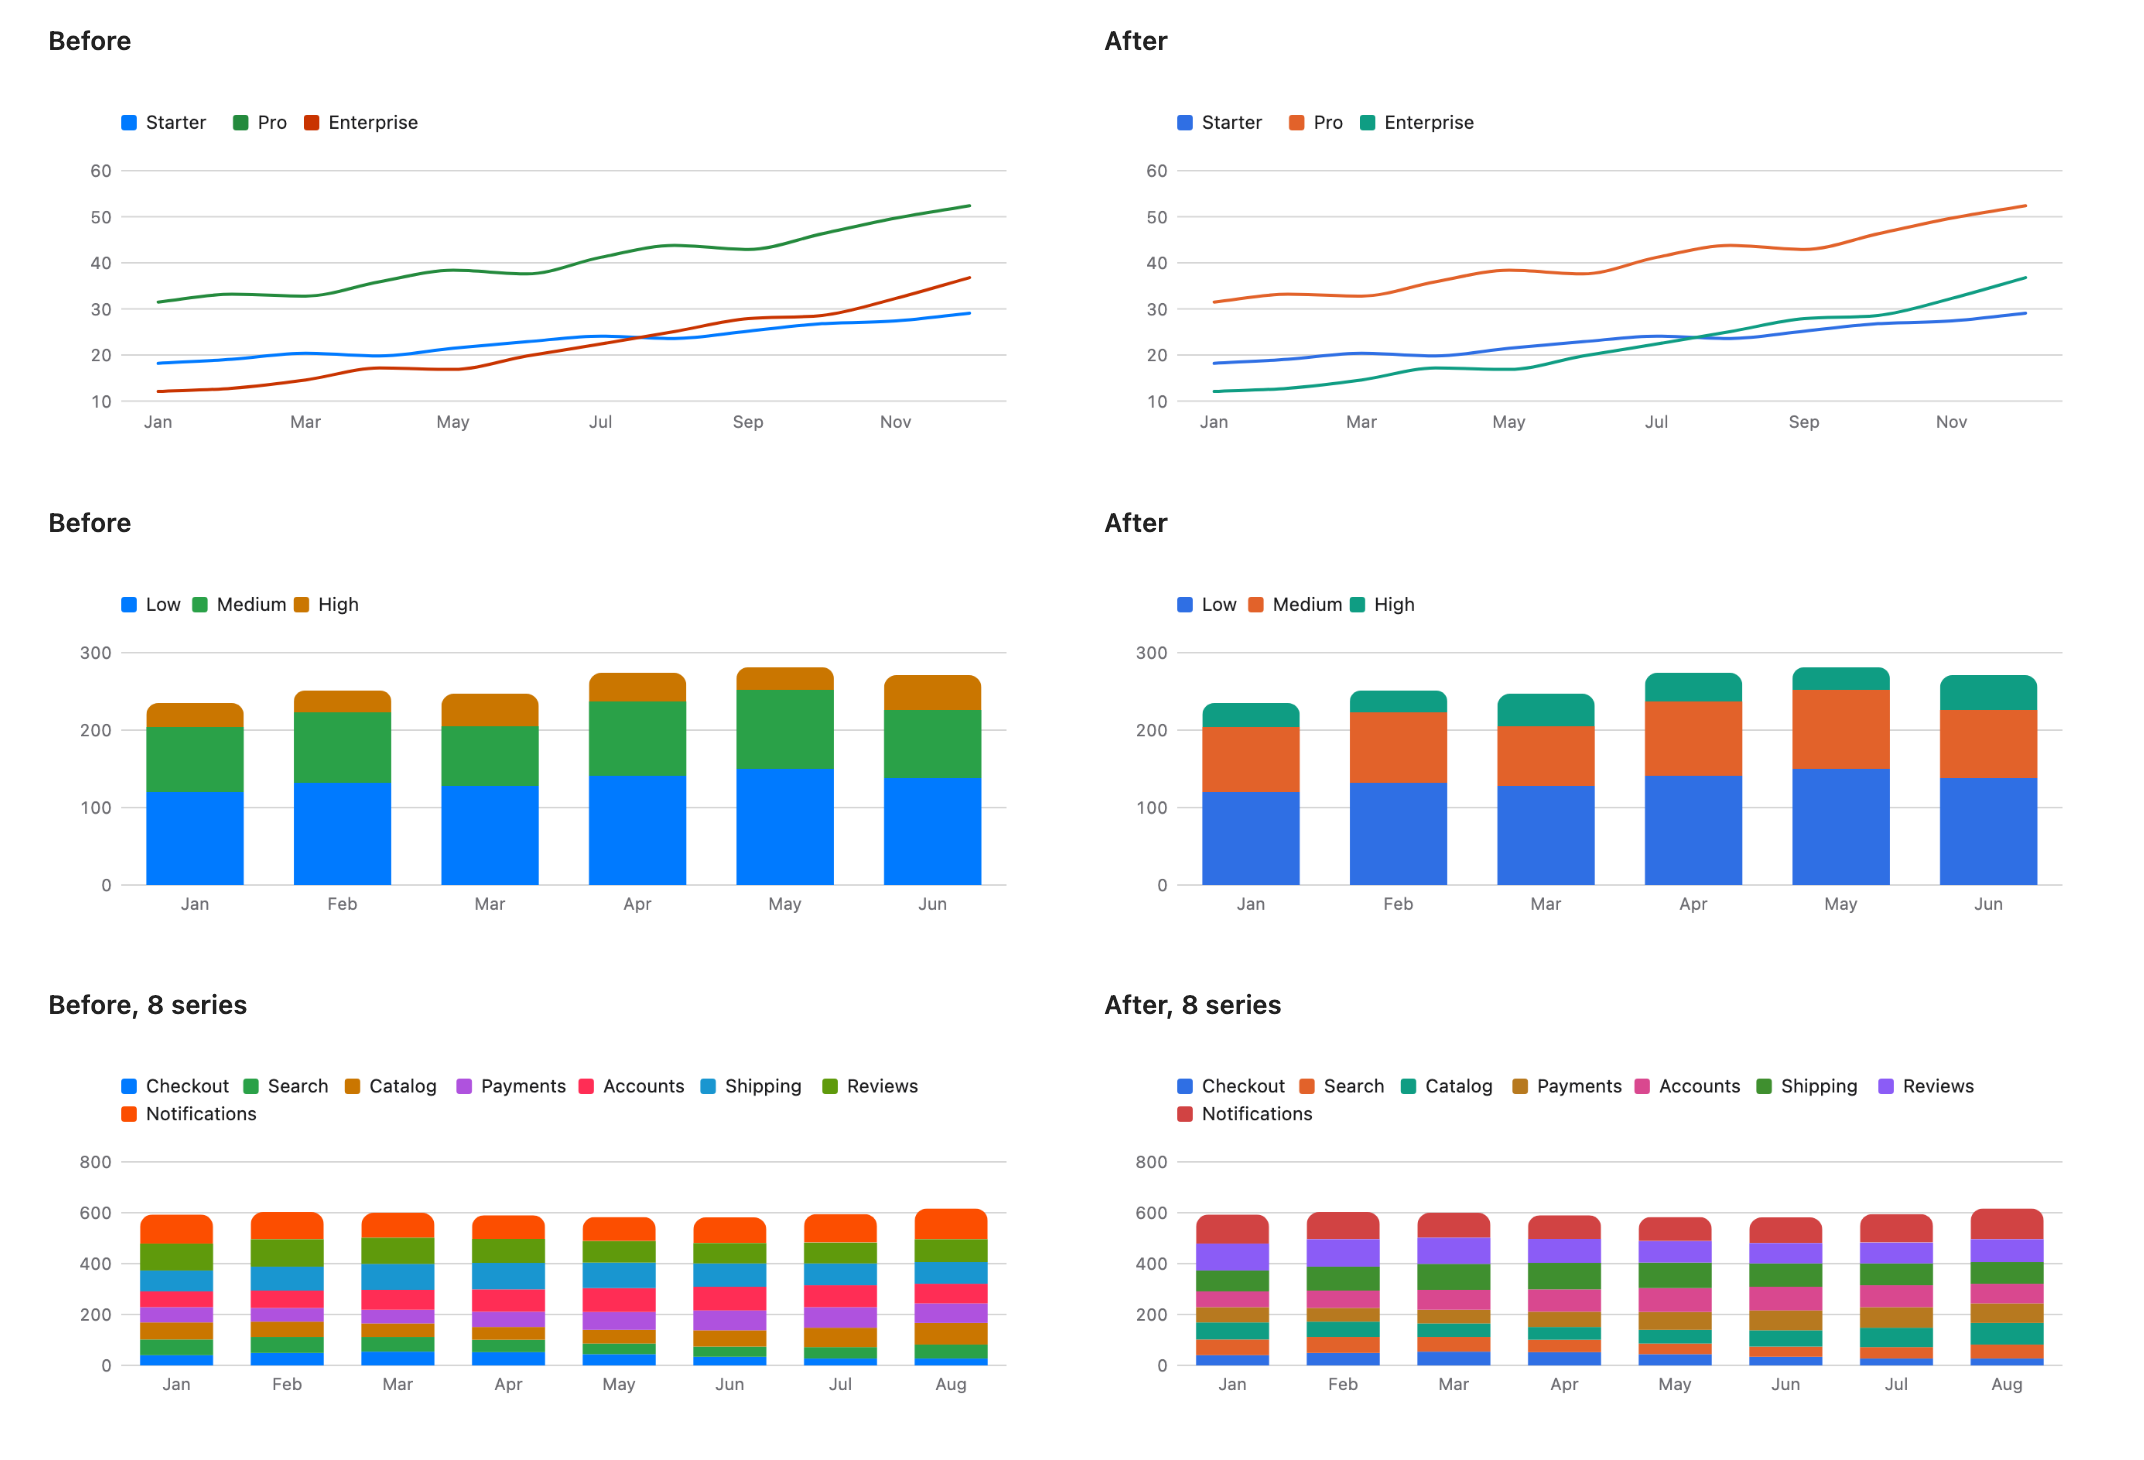 Before
After
Starter Pro Enterprise
Starter Pro Enterprise
60
50
40
30
20
10
Jan Mar May Jul Sep Nov
60
50
40
30
20
10
Jan Mar May Jul Sep Nov
Before
After
Low Medium High
Low Medium High
300
200
100
0
Jan Feb Mar Apr May Jun
300
200
100
0
Jan Feb Mar Apr May Jun
Before, 8 series
After, 8 series
Checkout Search Catalog Payments Accounts Shipping Reviews
Notifications
Checkout Search Catalog Payments Accounts Shipping Reviews
Notifications
800
600
400
200
0
Jan Feb Mar Apr May Jun Jul Aug
800
600
400
200
0
Jan Feb Mar Apr May Jun Jul Aug